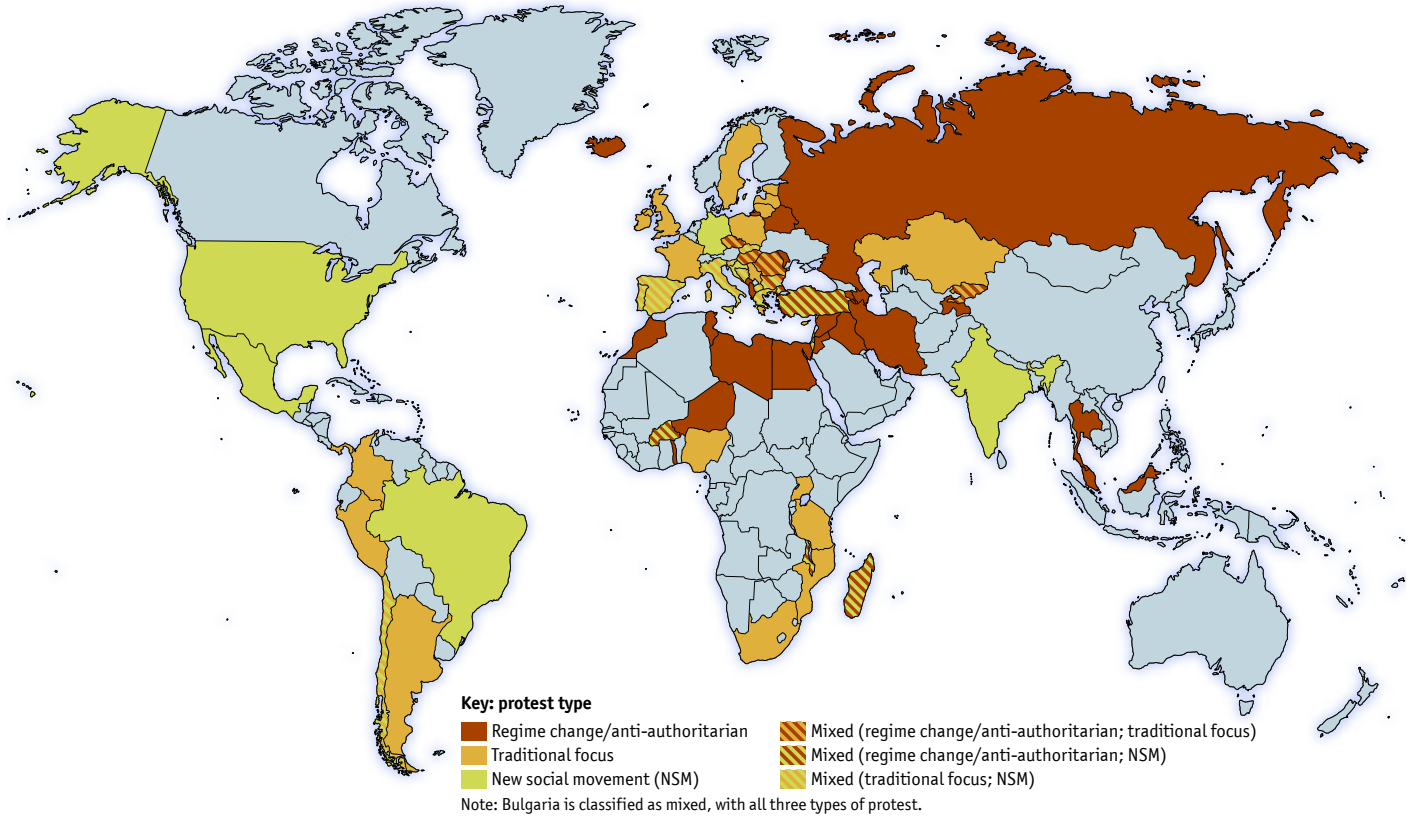 Key: protest type
Regime change/anti-authoritarian
Traditional focus
New social movement (NSM)
Mixed (regime change/anti-authoritarian; traditional focus)
Mixed (regime change/anti-authoritarian; NSM)
Mixed (traditional focus; NSM)
Note: Bulgaria is classified as mixed, with all three types of protest.